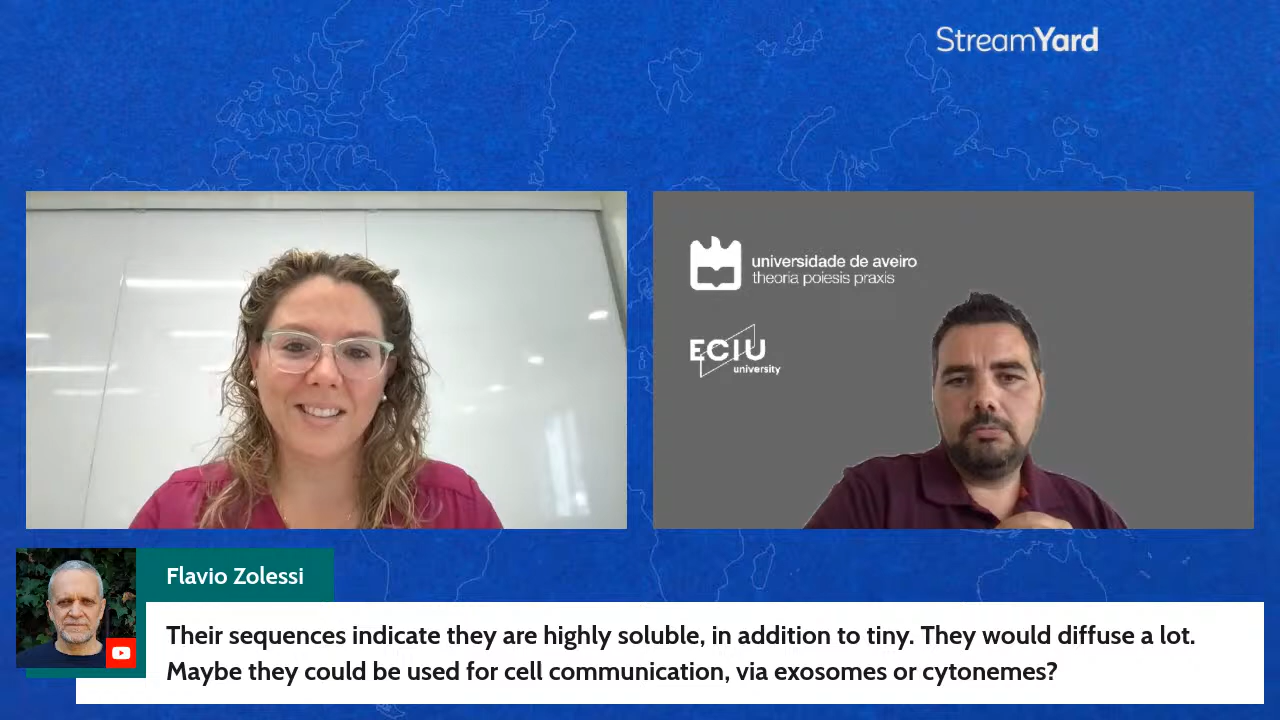 StreamYard
universidade de aveiro
theoria poiesis praxis
ECIU
university
Flavio Zolessi
Their sequences indicate they are highly soluble, in addition to tiny. They would diffuse a lot.
Maybe they could be used for cell communication, via exosomes or cytonemes?